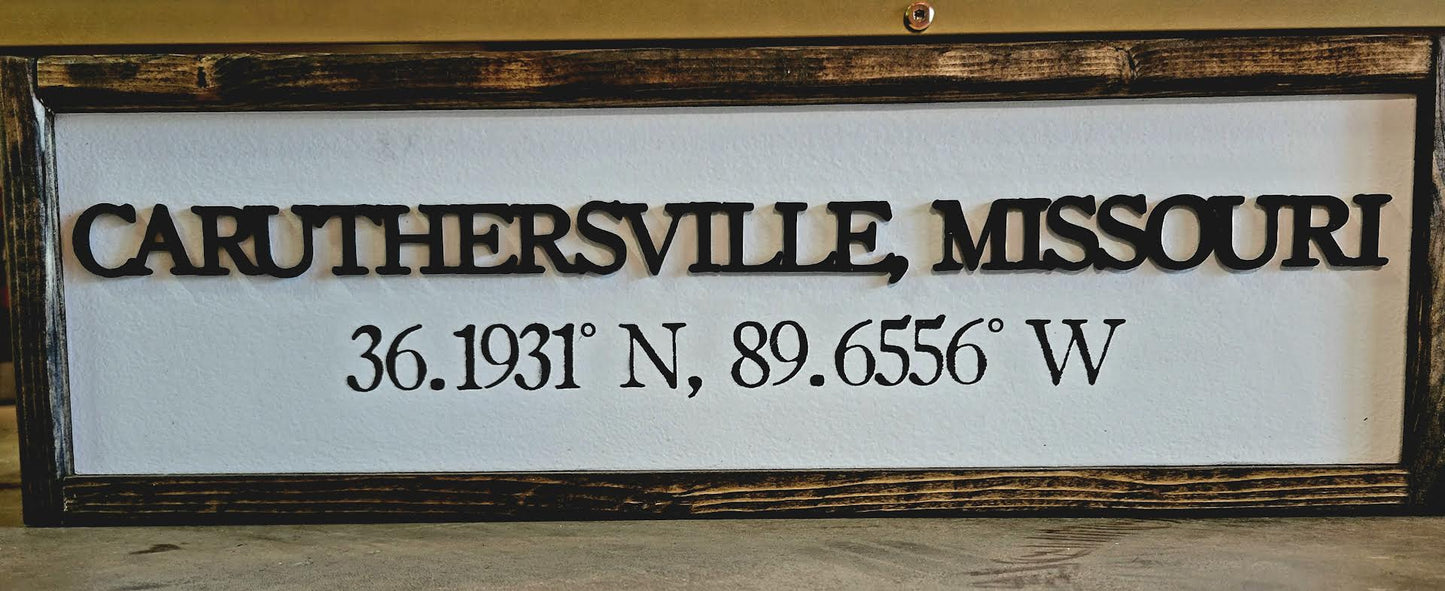 CARUTHERSVILLE, MISSOURI
36.1931° N, 89.6556° W